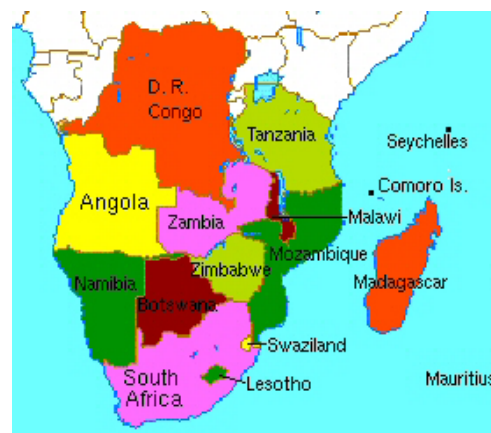 D. R.
Congo
Tanzania
Seychelles
Comoro Is.
Angola
Zambia
Malawi
Mozambique
Zimbabwe
Namibia
Madagascar
Botswana
Swaziland
South
Africa
Lesotho
Mauritius